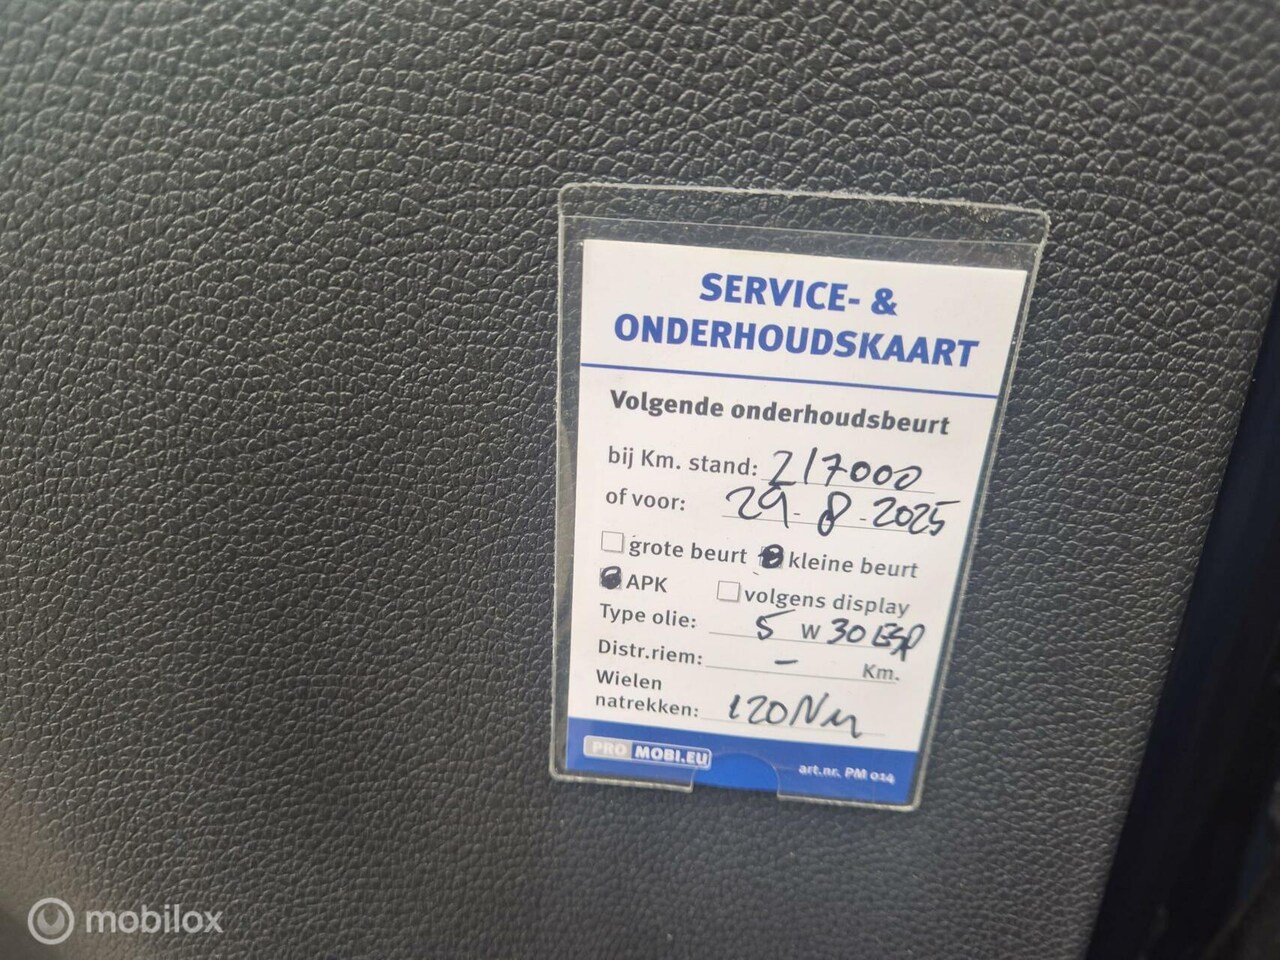 SERVICE- &
ONDERHOUDSKAART
Volgende onderhoudsbeurt
bij Km. stand: 217000
of voor: 29-8-2025
grote beurt kleine beurt
APK volgens display
Type olie: 5 W 30 ESP
Distr.riem: - Km.
Wielen
natrekken: 120Nm
PRO MOBI.EU art.nr. PM 014
mobilox